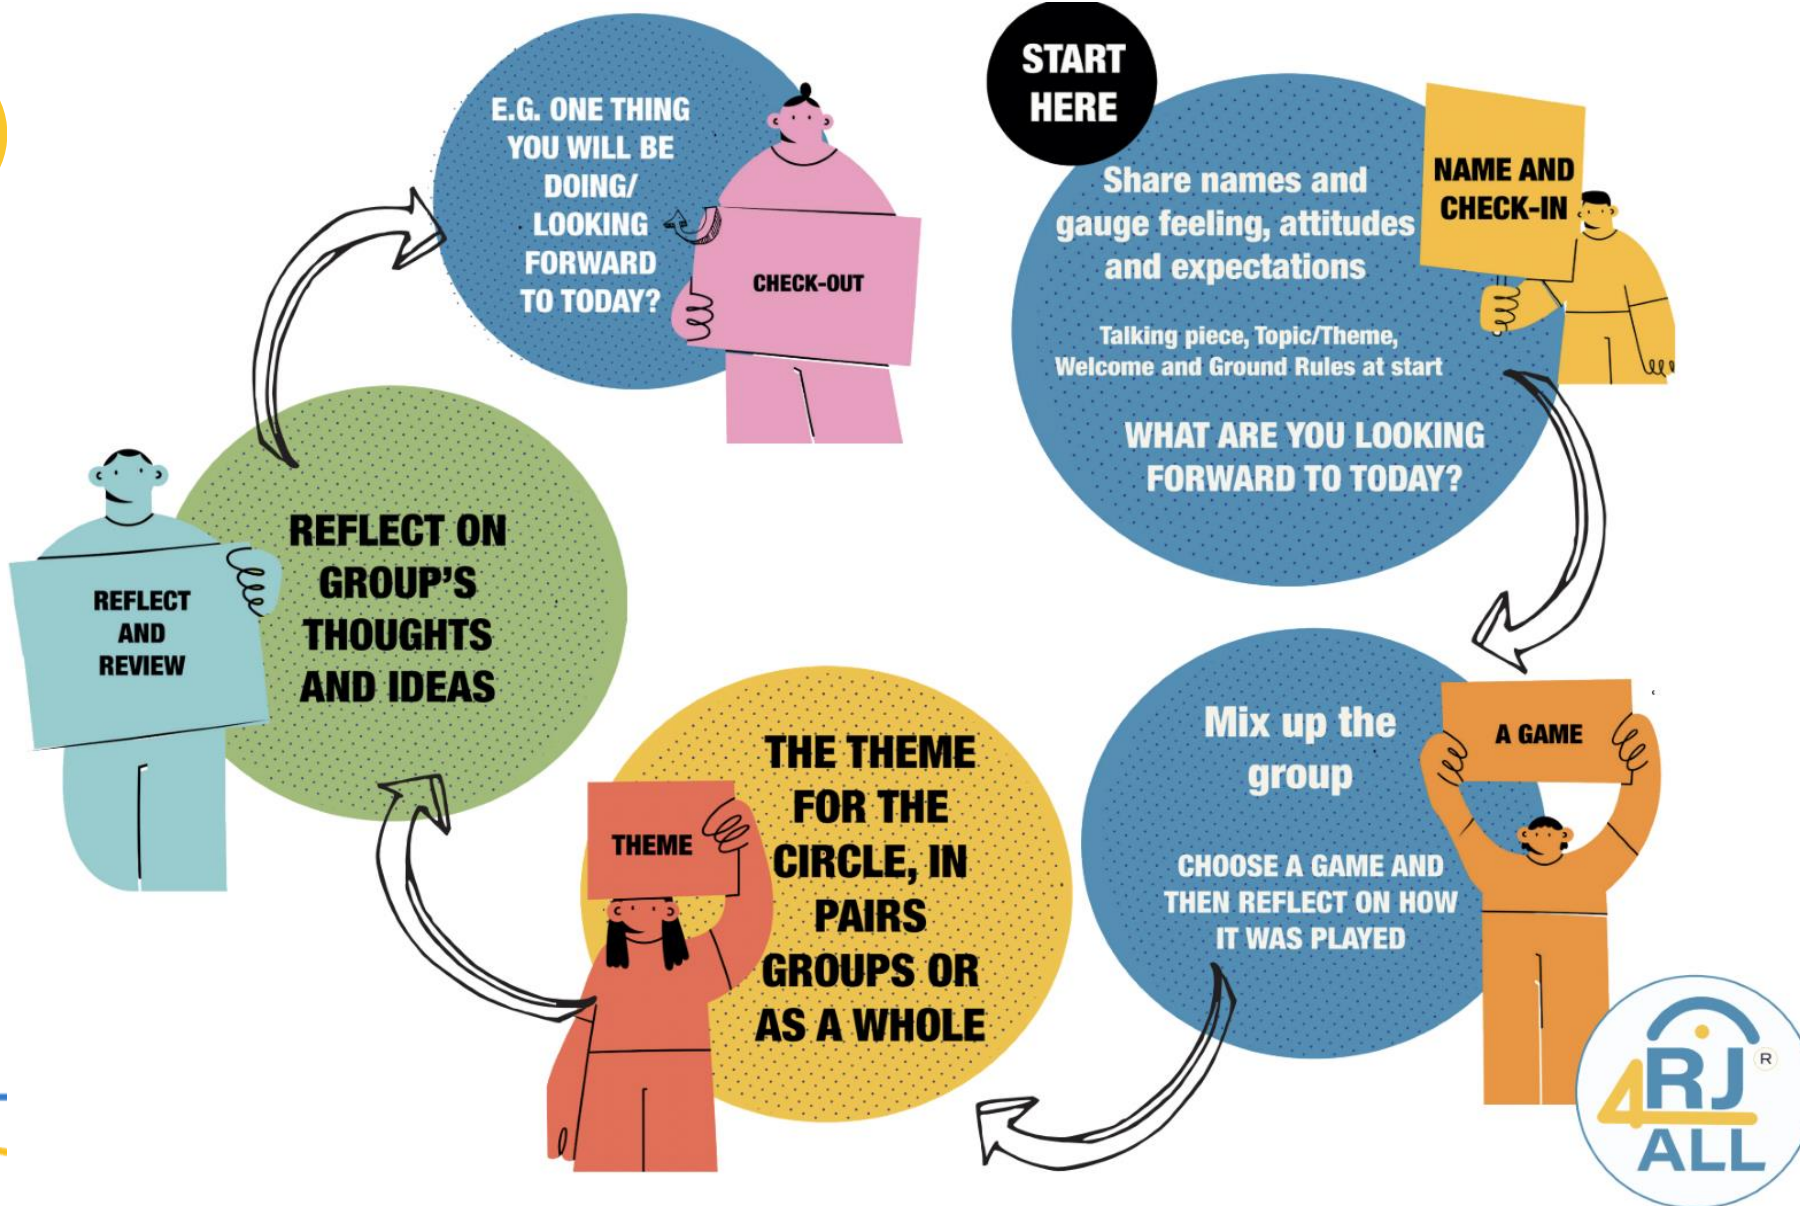 START
HERE
Share names and
gauge feeling, attitudes
and expectations
Talking piece, Topic/Theme,
Welcome and Ground Rules at start
WHAT ARE YOU LOOKING
FORWARD TO TODAY?
NAME AND
CHECK-IN
Mix up the
group
CHOOSE A GAME AND
THEN REFLECT ON HOW
IT WAS PLAYED
A GAME
THE THEME
FOR THE
CIRCLE, IN
PAIRS
GROUPS OR
AS A WHOLE
THEME
REFLECT ON
GROUP'S
THOUGHTS
AND IDEAS
REFLECT
AND
REVIEW
E.G. ONE THING
YOU WILL BE
DOING/
LOOKING
FORWARD
TO TODAY?
CHECK-OUT
4RJ®
ALL